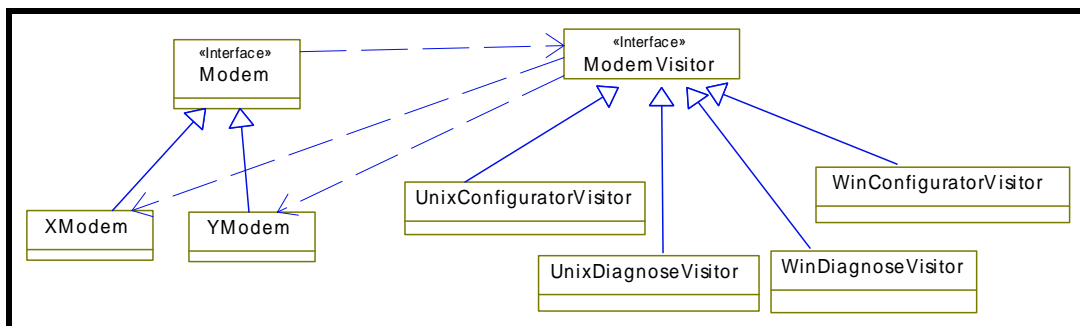 «Interface»
Modem
«Interface»
ModemVisitor
XModem
YModem
UnixConfiguratorVisitor
WinConfiguratorVisitor
UnixDiagnoseVisitor
WinDiagnoseVisitor